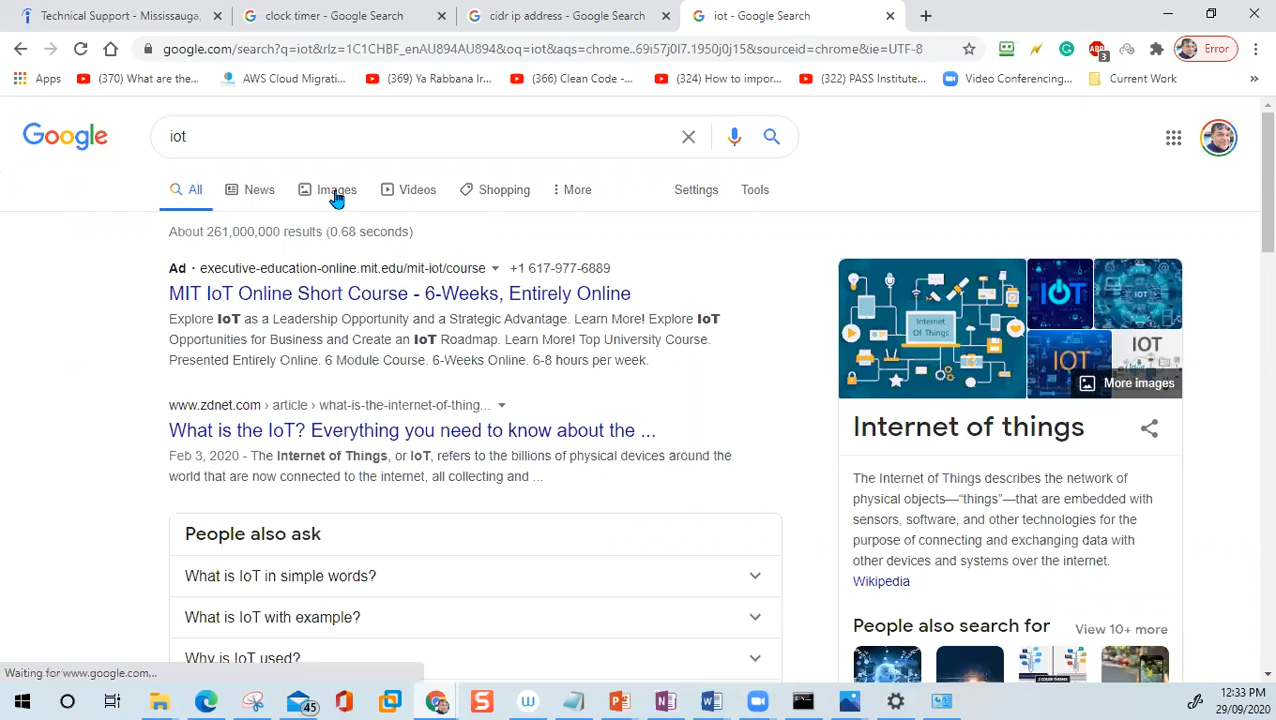 Technical Support - Mississauga,
clock timer - Google Search
cidr ip address - Google Search
iot - Google Search
google.com/search?q=iot&rlz=1C1CHBF_enAU894AU894&oq=iot&aqs=chrome..69i57j0l7.1950j0j15&sourceid=chrome&ie=UTF-8
ABP
3
Error
Apps
(370) What are the...
AWS Cloud Migrati...
(369) Ya Rabbana Ir...
(366) Clean Code -...
(324) How to impor...
(322) PASS Institute...
Video Conferencing...
Current Work
»
Google
iot
All
News
Images
Videos
Shopping
More
Settings
Tools
About 261,000,000 results (0.68 seconds)
Ad · executive-education-online.mit.edu/mit-iot/course +1 617-977-6889
MIT IoT Online Short Course - 6-Weeks, Entirely Online
Explore IoT as a Leadership Opportunity and a Strategic Advantage. Learn More! Explore IoT
Opportunities for Business and Create an IoT Roadmap. Learn More! Top University Course.
Presented Entirely Online. 6 Module Course. 6-Weeks Online. 6-8 hours per week.
www.zdnet.com › article › what-is-the-internet-of-thing...
What is the IoT? Everything you need to know about the ...
Feb 3, 2020 - The Internet of Things, or IoT, refers to the billions of physical devices around the
world that are now connected to the internet, all collecting and ...
People also ask
What is IoT in simple words?
What is IoT with example?
Why is IoT used?
Internet
Of Things
IOT
IOT
IOT
IOT
More images
Internet of things
The Internet of Things describes the network of
physical objects—“things”—that are embedded with
sensors, software, and other technologies for the
purpose of connecting and exchanging data with
other devices and systems over the internet.
Wikipedia
People also search for
View 10+ more
Waiting for www.google.com...
45
12:33 PM
29/09/2020